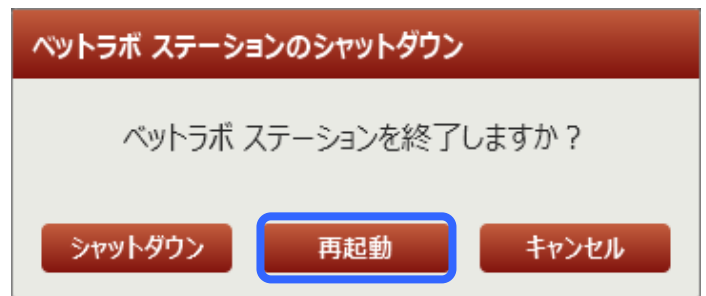 ベットラボ ステーションのシャットダウン
ベットラボ ステーションを終了しますか？
シャットダウン 再起動 キャンセル